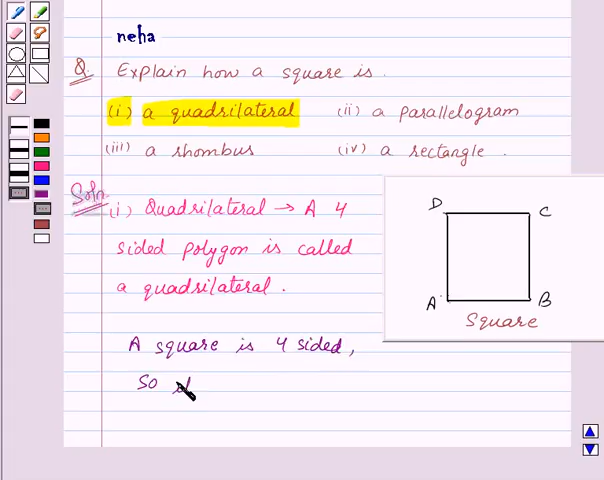 neha
Q. Explain how a square is.
(i) a quadrilateral (ii) a parallelogram
(iii) a rhombus (iv) a rectangle.
Soln (i) Quadrilateral → A 4
sided polygon is called
a quadrilateral.
D C
A B
Square
A square is 4 sided,
So